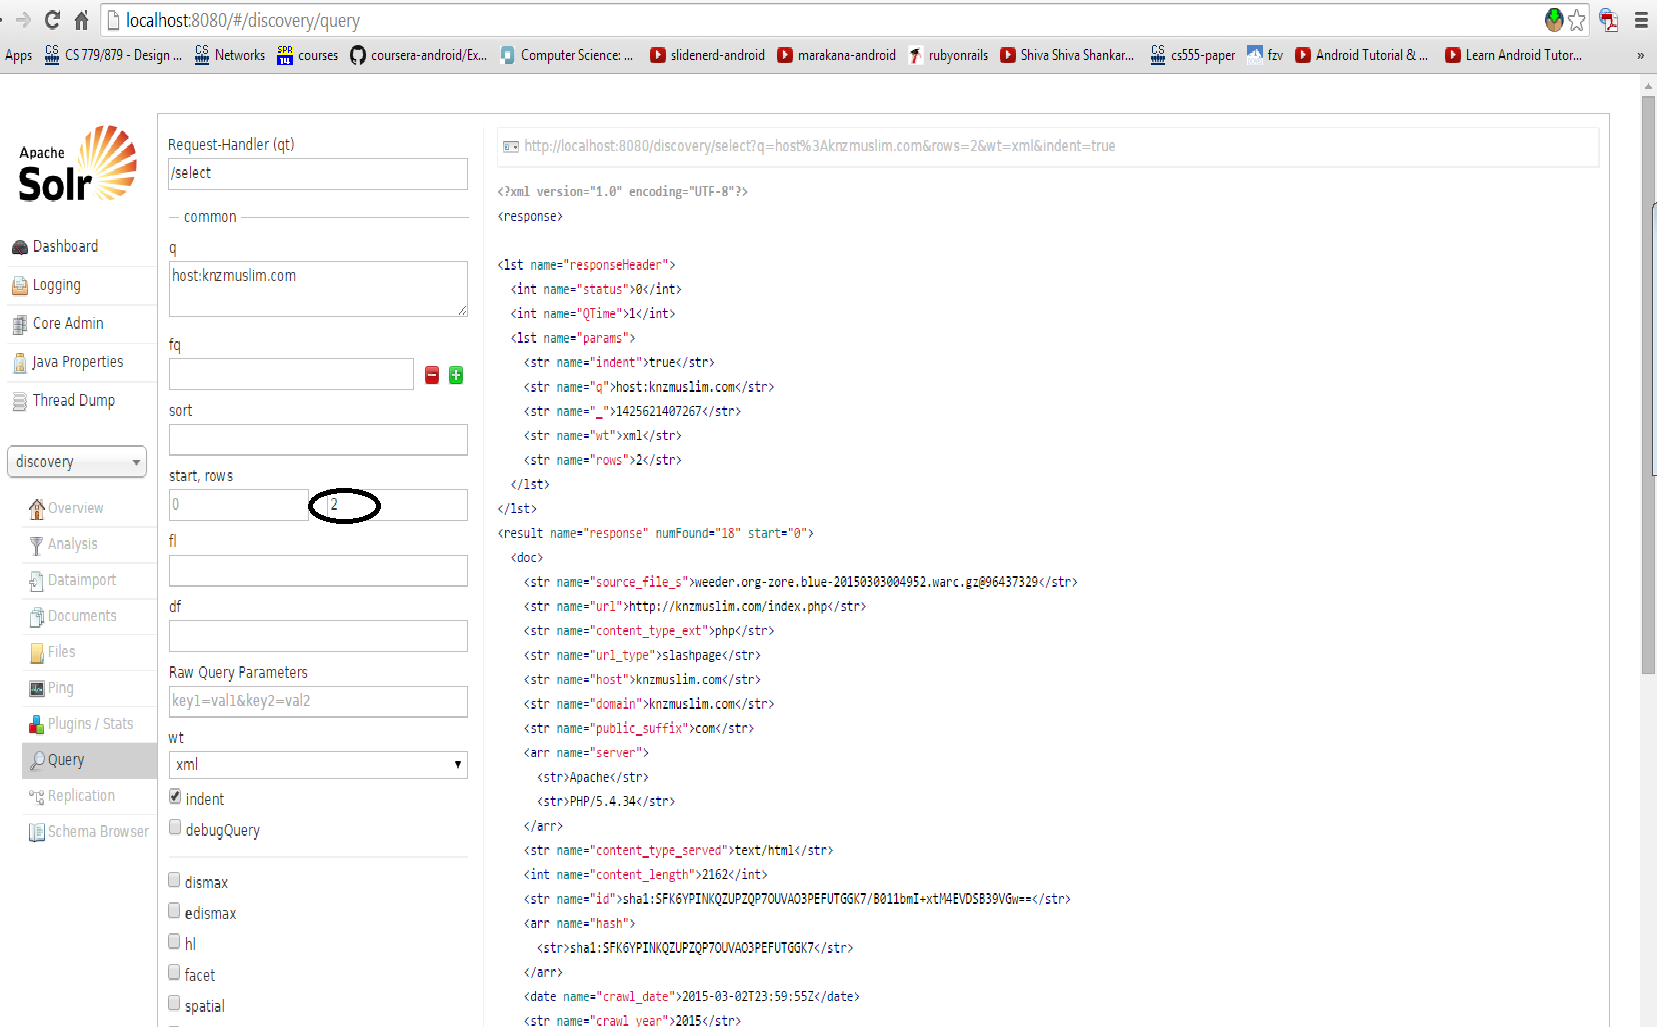 localhost:8080/#/discovery/query
Apps CS 779/879 - Design ... Networks courses coursera-android/Ex... Computer Science: ... slidenerd-android marakana-android rubyonrails Shiva Shiva Shankar... cs555-paper fzv Android Tutorial & ... Learn Android Tutor... »
Apache
Solr
Dashboard
Logging
Core Admin
Java Properties
Thread Dump
discovery
Overview
Analysis
Dataimport
Documents
Files
Ping
Plugins / Stats
Query
Replication
Schema Browser
Request-Handler (qt)
/select
common
q
host:knzmuslim.com
fq
sort
start, rows
0 2
fl
df
Raw Query Parameters
key1=val1&key2=val2
wt
xml
indent
debugQuery
dismax
edismax
hl
facet
spatial
http://localhost:8080/discovery/select?q=host%3Aknzmuslim.com&rows=2&wt=xml&indent=true
<?xml version="1.0" encoding="UTF-8"?>
<response>
<lst name="responseHeader">
<int name="status">0</int>
<int name="QTime">1</int>
<lst name="params">
<str name="indent">true</str>
<str name="q">host:knzmuslim.com</str>
<str name="_">1425621407267</str>
<str name="wt">xml</str>
<str name="rows">2</str>
</lst>
</lst>
<result name="response" numFound="18" start="0">
<doc>
<str name="source_file_s">weeder.org-zore.blue-20150303004952.warc.gz@96437329</str>
<str name="url">http://knzmuslim.com/index.php</str>
<str name="content_type_ext">php</str>
<str name="url_type">slashpage</str>
<str name="host">knzmuslim.com</str>
<str name="domain">knzmuslim.com</str>
<str name="public_suffix">com</str>
<arr name="server">
<str>Apache</str>
<str>PHP/5.4.34</str>
</arr>
<str name="content_type_served">text/html</str>
<int name="content_length">2162</int>
<str name="id">sha1:SFK6YPINKQZUPZQP7OUVAO3PEFUTGGK7/B011bmI+xtM4EVDSB39VGw==</str>
<arr name="hash">
<str>sha1:SFK6YPINKQZUPZQP7OUVAO3PEFUTGGK7</str>
</arr>
<date name="crawl_date">2015-03-02T23:59:55Z</date>
<str name="crawl_year">2015</str>